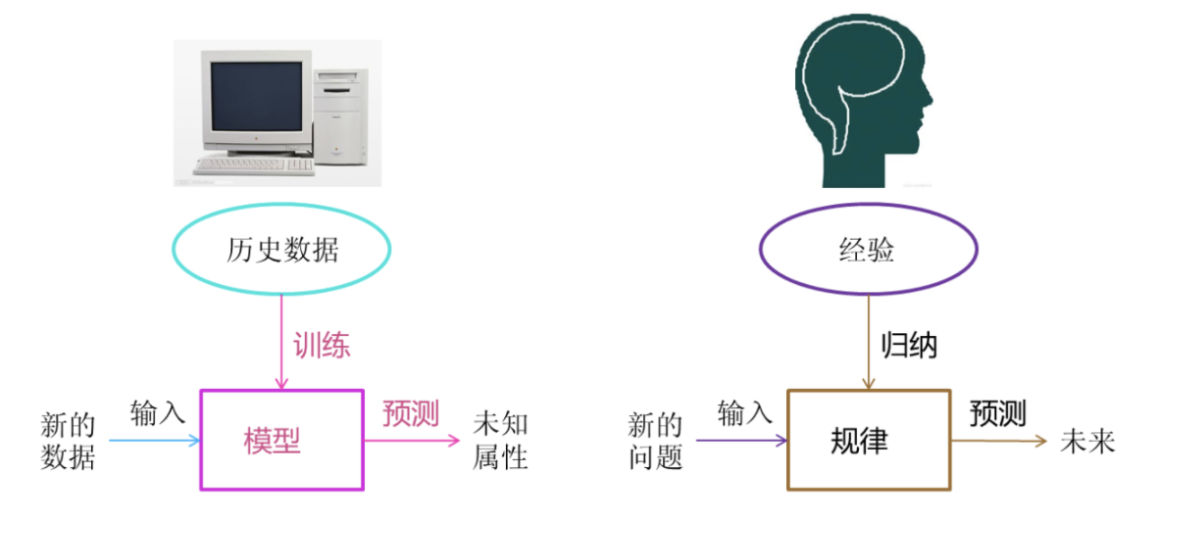 历史数据
训练
新的
数据
输入
模型
预测
未知
属性
经验
归纳
新的
问题
输入
规律
预测
未来